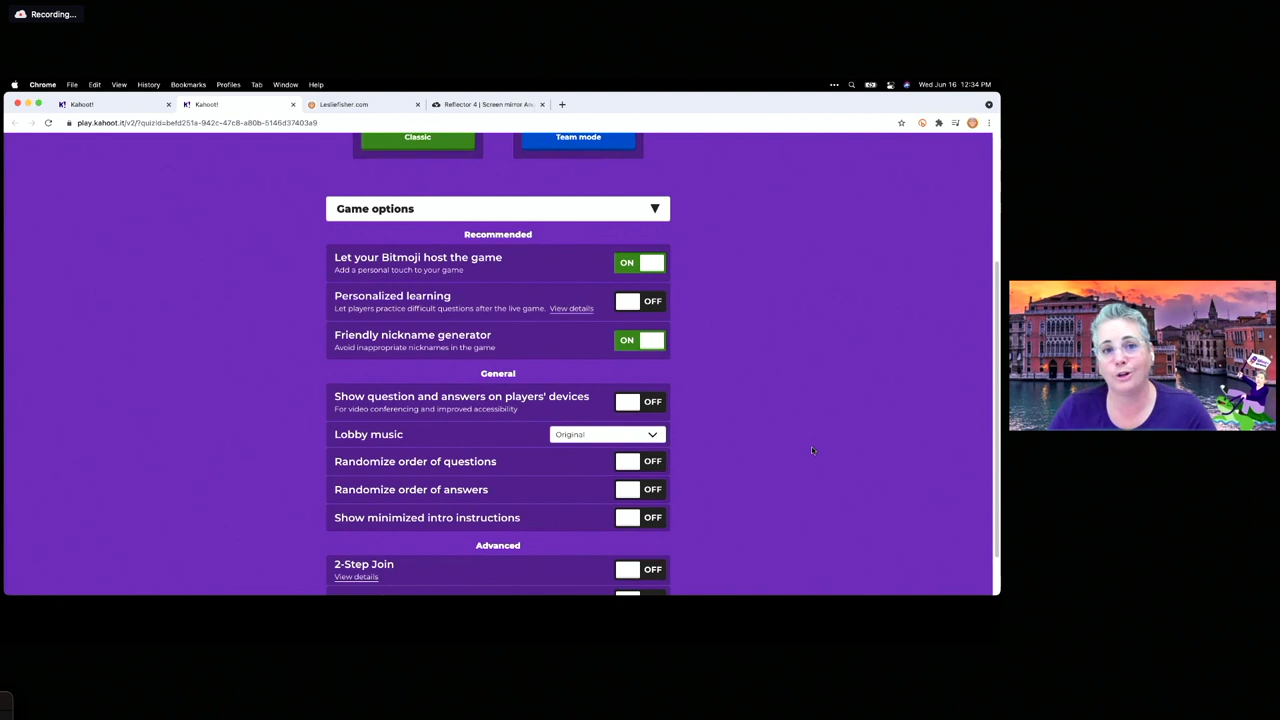 Recording...
Chrome File Edit View History Bookmarks Profiles Tab Window Help
Wed Jun 16 12:34 PM
K! Kahoot!
K! Kahoot!
Lesliefisher.com
Reflector 4 | Screen mirror
play.kahoot.it/v2/?quizId=befd251a-942c-47c8-a80b-5146d37403a9
Classic
Team mode
Game options
Recommended
Let your Bitmoji host the game
Add a personal touch to your game
ON
Personalized learning
Let players practice difficult questions after the live game. View details
OFF
Friendly nickname generator
Avoid inappropriate nicknames in the game
ON
General
Show question and answers on players' devices
For video conferencing and improved accessibility
OFF
Lobby music
Original
Randomize order of questions
OFF
Randomize order of answers
OFF
Show minimized intro instructions
OFF
Advanced
2-Step Join
View details
OFF